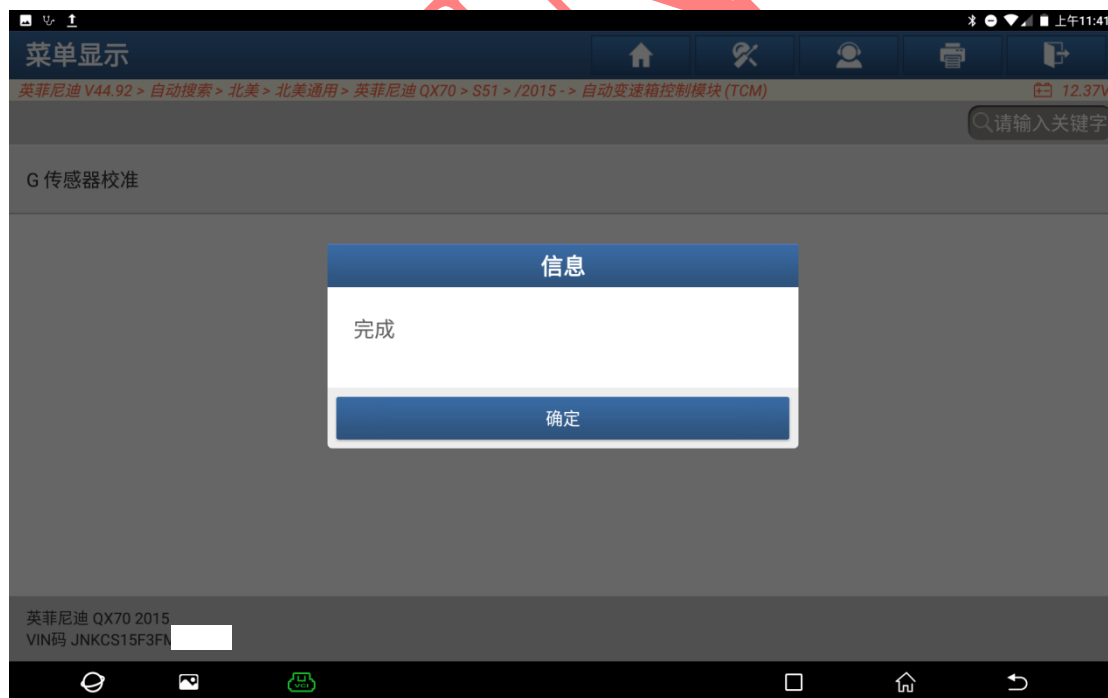 上午11:41
菜单显示
英菲尼迪 V44.92 > 自动搜索 > 北美 > 北美通用 > 英菲尼迪 QX70 > S51 > /2015 - > 自动变速箱控制模块 (TCM)
12.37V
请输入关键字
G 传感器校准
信息
完成
确定
英菲尼迪 QX70 2015
VIN码 JNKCS15F3FM
VCI